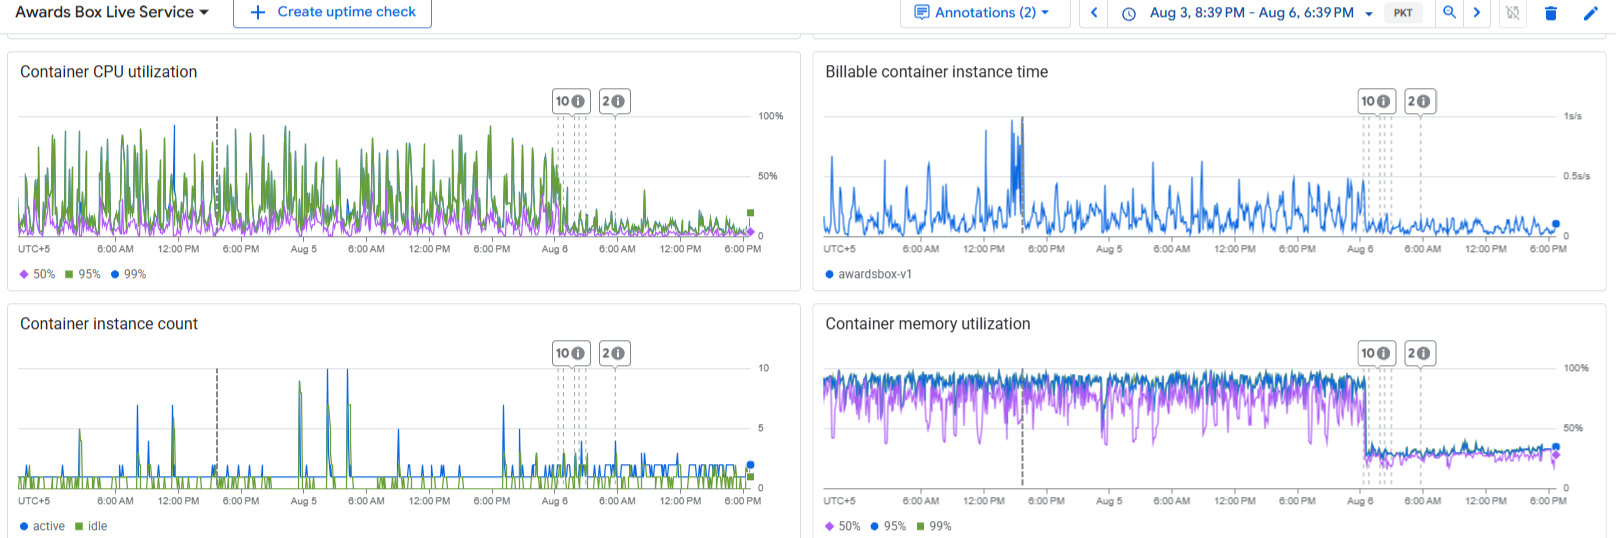 Awards Box Live Service
Create uptime check
Annotations (2)
Aug 3, 8:39 PM - Aug 6, 6:39 PM
PKT
Container CPU utilization
10
2
100%
50%
0
UTC+5 6:00 AM 12:00 PM 6:00 PM Aug 5 6:00 AM 12:00 PM 6:00 PM Aug 6 6:00 AM 12:00 PM 6:00 PM
50% 95% 99%
Billable container instance time
10
2
1s/s
0.5s/s
0
UTC+5 6:00 AM 12:00 PM 6:00 PM Aug 5 6:00 AM 12:00 PM 6:00 PM Aug 6 6:00 AM 12:00 PM 6:00 PM
awardsbox-v1
Container instance count
10
2
10
5
0
UTC+5 6:00 AM 12:00 PM 6:00 PM Aug 5 6:00 AM 12:00 PM 6:00 PM Aug 6 6:00 AM 12:00 PM 6:00 PM
active idle
Container memory utilization
10
2
100%
50%
0
UTC+5 6:00 AM 12:00 PM 6:00 PM Aug 5 6:00 AM 12:00 PM 6:00 PM Aug 6 6:00 AM 12:00 PM 6:00 PM
50% 95% 99%